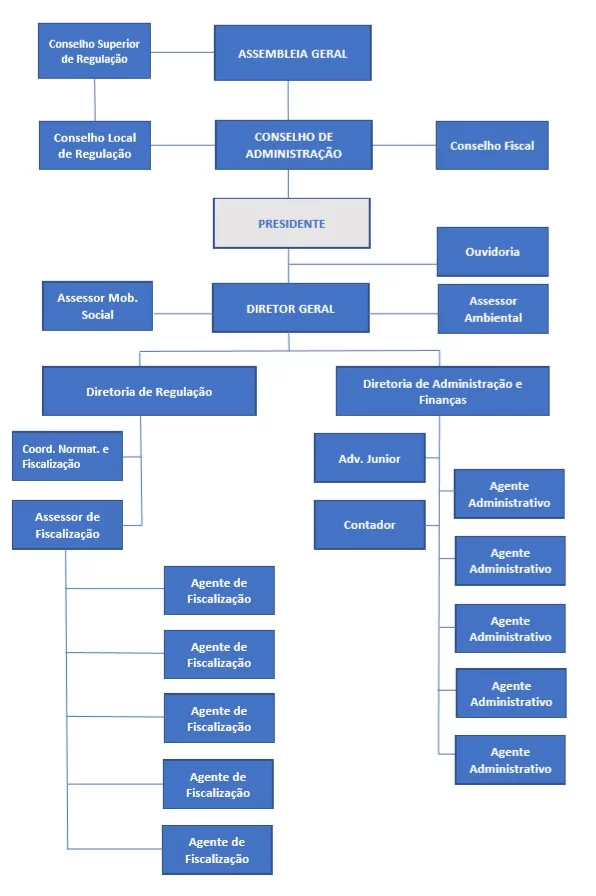 Conselho Superior
de Regulação
ASSEMBLEIA GERAL
Conselho Local
de Regulação
CONSELHO DE
ADMINISTRAÇÃO
Conselho Fiscal
PRESIDENTE
Ouvidoria
Assessor Mob.
Social
DIRETOR GERAL
Assessor
Ambiental
Diretoria de Regulação
Diretoria de Administração e
Finanças
Coord. Normat. e
Fiscalização
Adv. Junior
Agente
Administrativo
Assessor de
Fiscalização
Contador
Agente
Administrativo
Agente de
Fiscalização
Agente
Administrativo
Agente de
Fiscalização
Agente
Administrativo
Agente de
Fiscalização
Agente
Administrativo
Agente de
Fiscalização
Agente de
Fiscalização